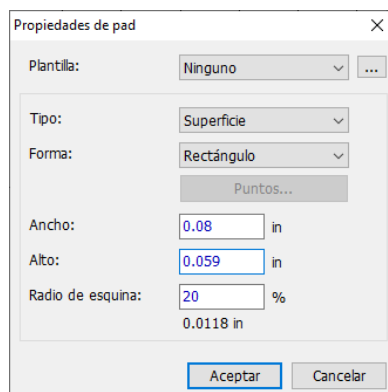 Propiedades de pad
Plantilla: Ninguno ...
Tipo: Superficie
Forma: Rectángulo
Puntos...
Ancho: 0.08 in
Alto: 0.059 in
Radio de esquina: 20 %
0.0118 in
Aceptar Cancelar